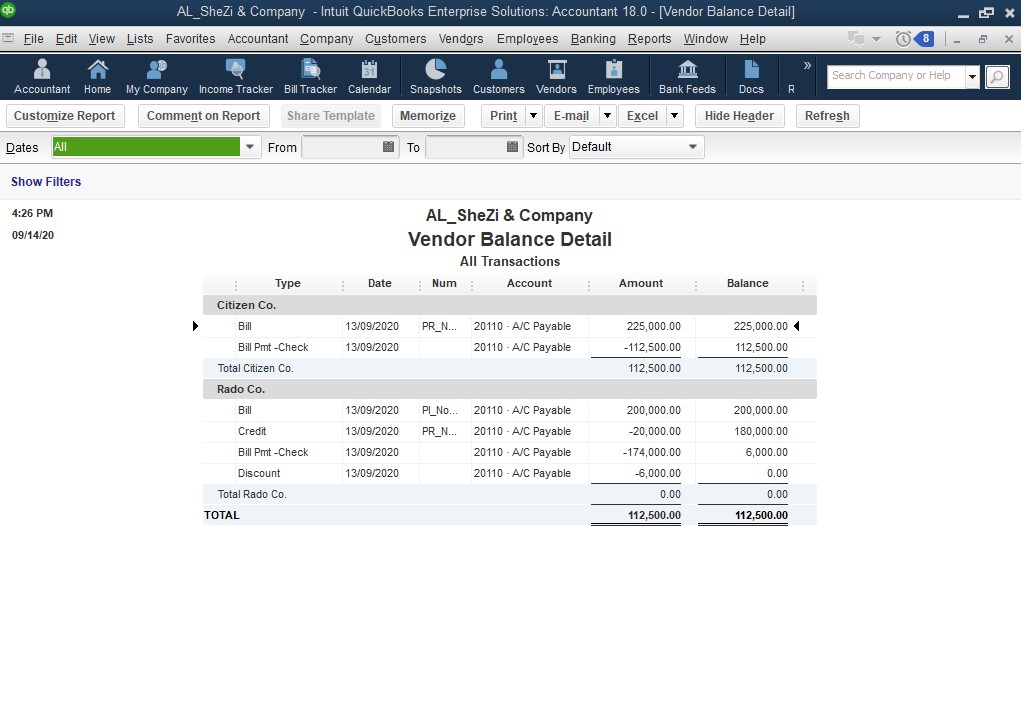 AL_SheZi & Company - Intuit QuickBooks Enterprise Solutions: Accountant 18.0 - [Vendor Balance Detail]
File Edit View Lists Favorites Accountant Company Customers Vendors Employees Banking Reports Window Help 8
31
Accountant Home My Company Income Tracker Bill Tracker Calendar Snapshots Customers Vendors Employees Bank Feeds Docs R » Search Company or Help
Customize Report Comment on Report Share Template Memorize Print E-mail Excel Hide Header Refresh
Dates All From To Sort By Default
Show Filters
4:26 PM
09/14/20
AL_SheZi & Company
Vendor Balance Detail
All Transactions
Type Date Num Account Amount Balance
Citizen Co.
Bill 13/09/2020 PR_N... 20110 · A/C Payable 225,000.00 225,000.00
Bill Pmt -Check 13/09/2020 20110 · A/C Payable -112,500.00 112,500.00
Total Citizen Co. 112,500.00 112,500.00
Rado Co.
Bill 13/09/2020 PI_No... 20110 · A/C Payable 200,000.00 200,000.00
Credit 13/09/2020 PR_N... 20110 · A/C Payable -20,000.00 180,000.00
Bill Pmt -Check 13/09/2020 20110 · A/C Payable -174,000.00 6,000.00
Discount 13/09/2020 20110 · A/C Payable -6,000.00 0.00
Total Rado Co. 0.00 0.00
TOTAL 112,500.00 112,500.00